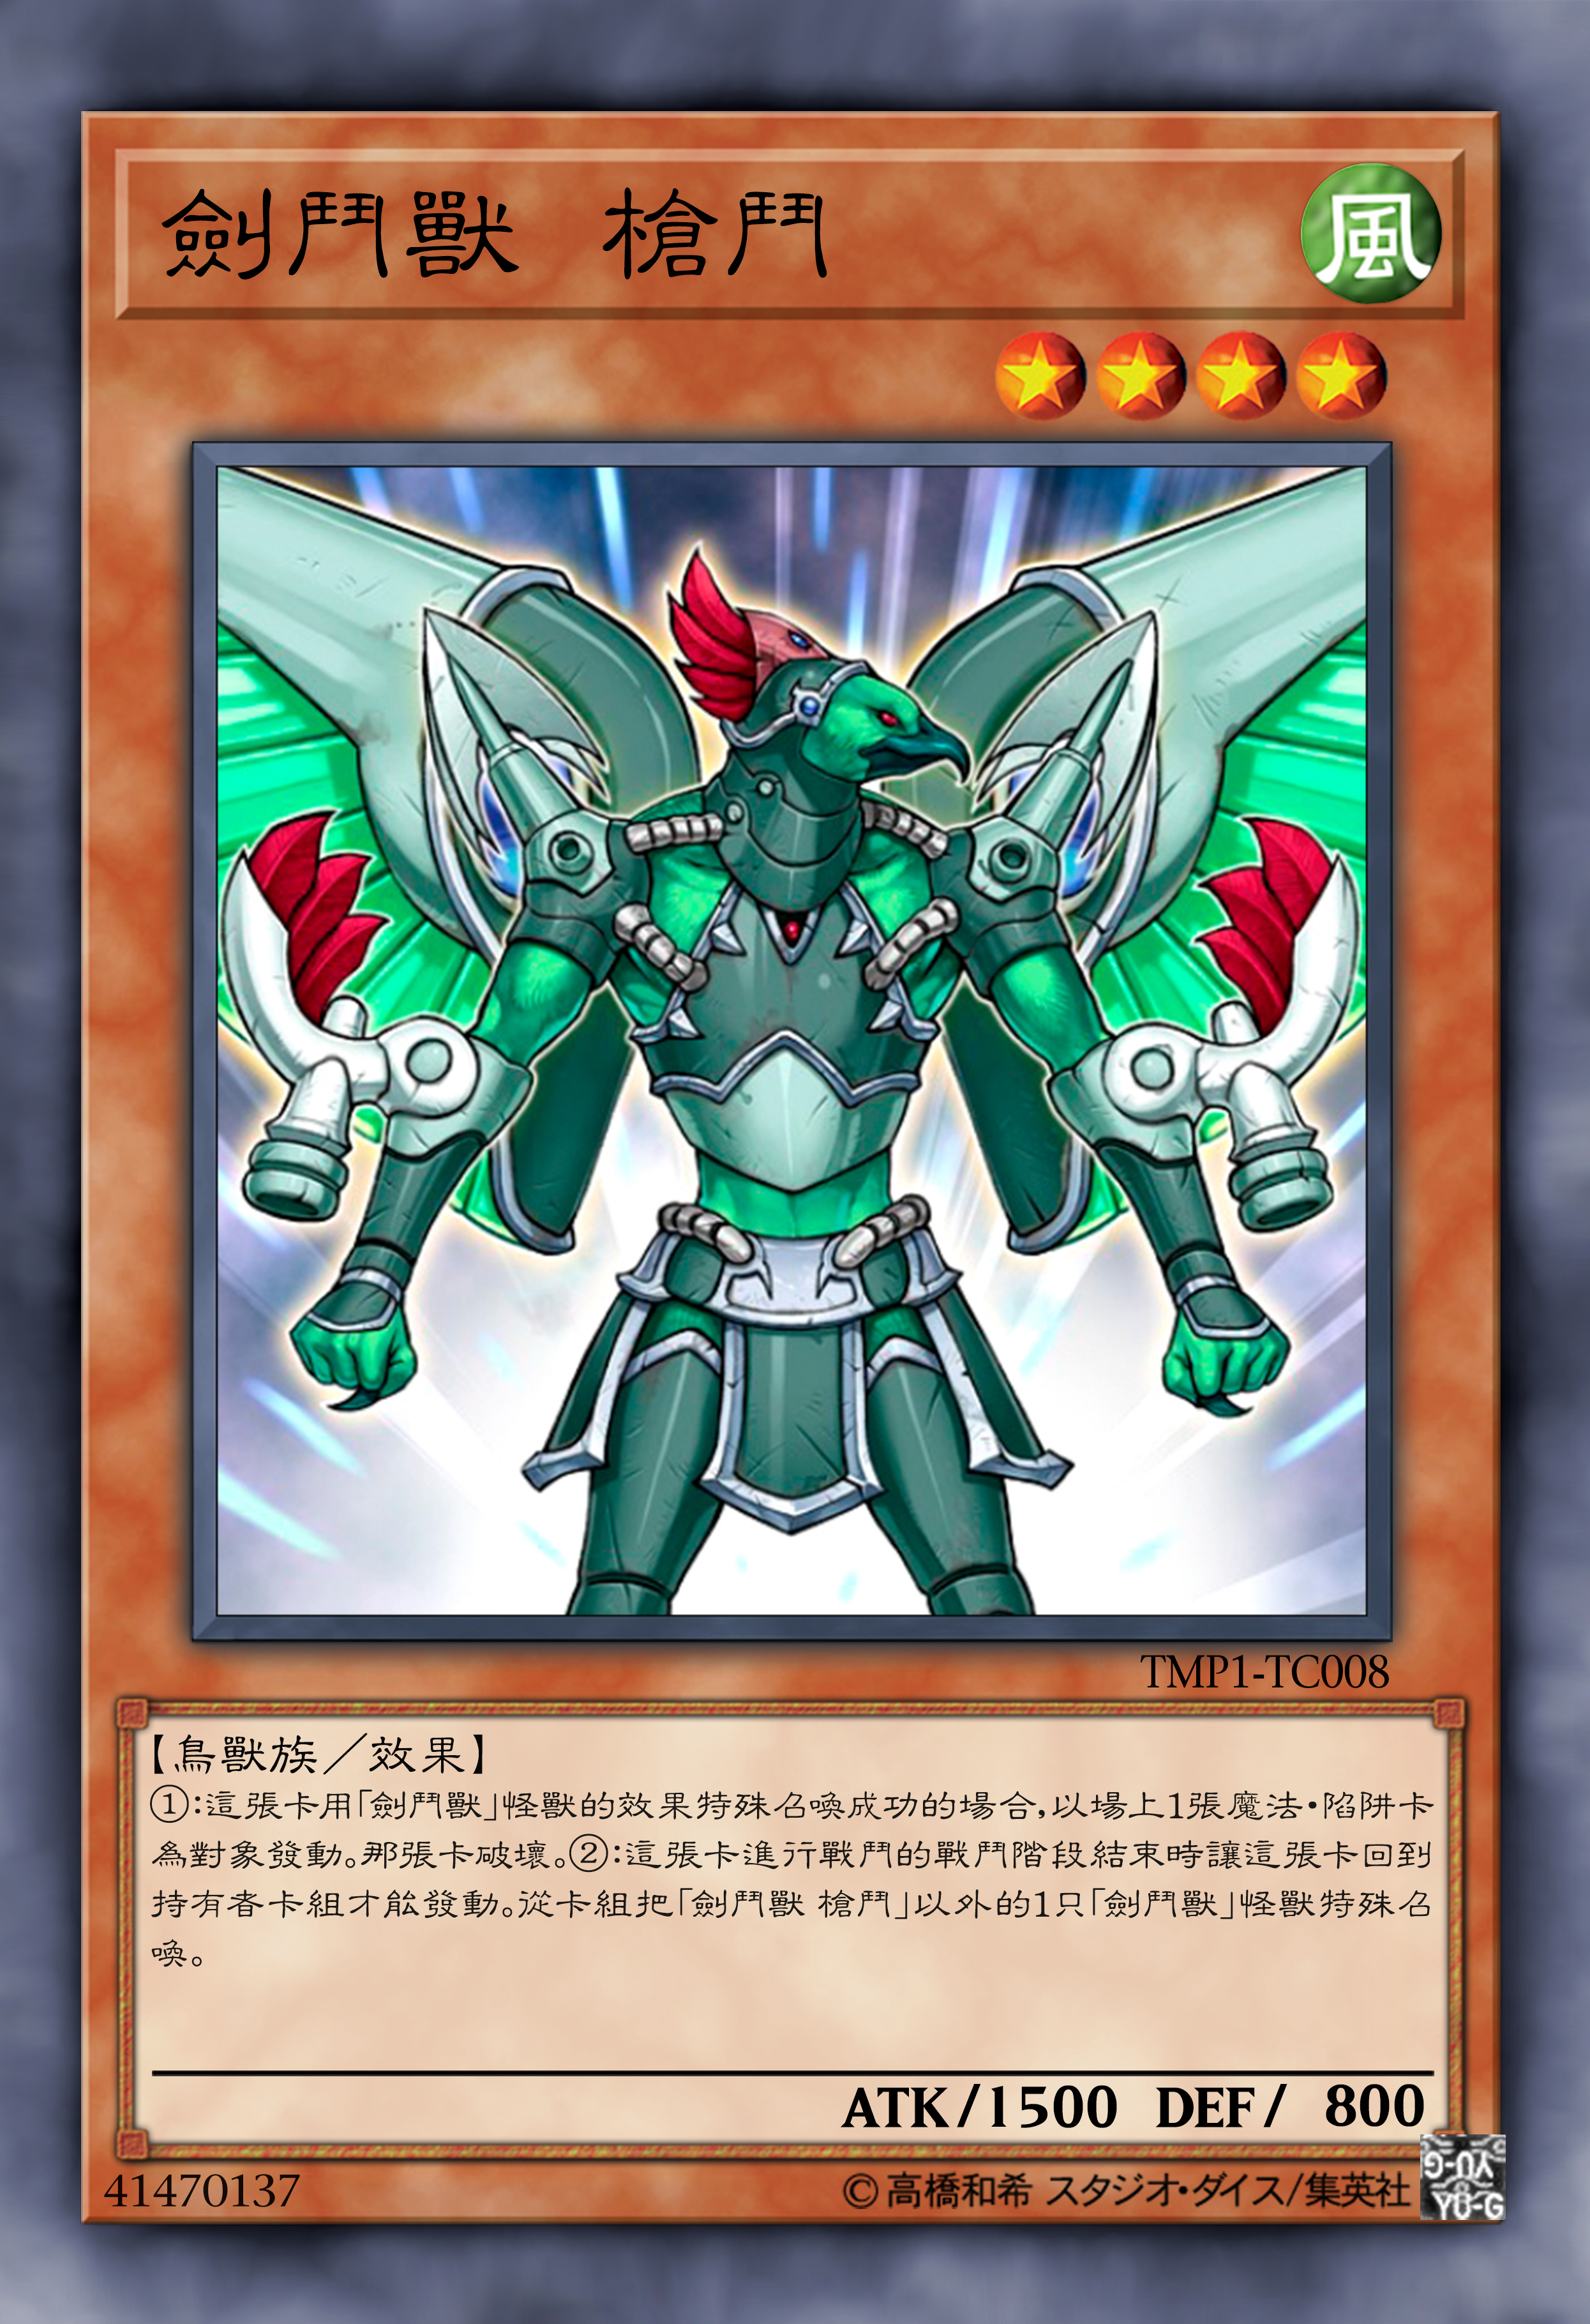 劍鬥獸 槍鬥
風
TMP1-TC008
【鳥獸族／效果】
①:這張卡用「劍鬥獸」怪獸的效果特殊召喚成功的場合,以場上1張魔法・陷阱卡
為對象發動。那張卡破壞。②:這張卡進行戰鬥的戰鬥階段結束時讓這張卡回到
持有者卡組才能發動。從卡組把「劍鬥獸 槍鬥」以外的1只「劍鬥獸」怪獸特殊召
喚。
ATK/1500 DEF/ 800
41470137
©高橋和希 スタジオ・ダイス/集英社